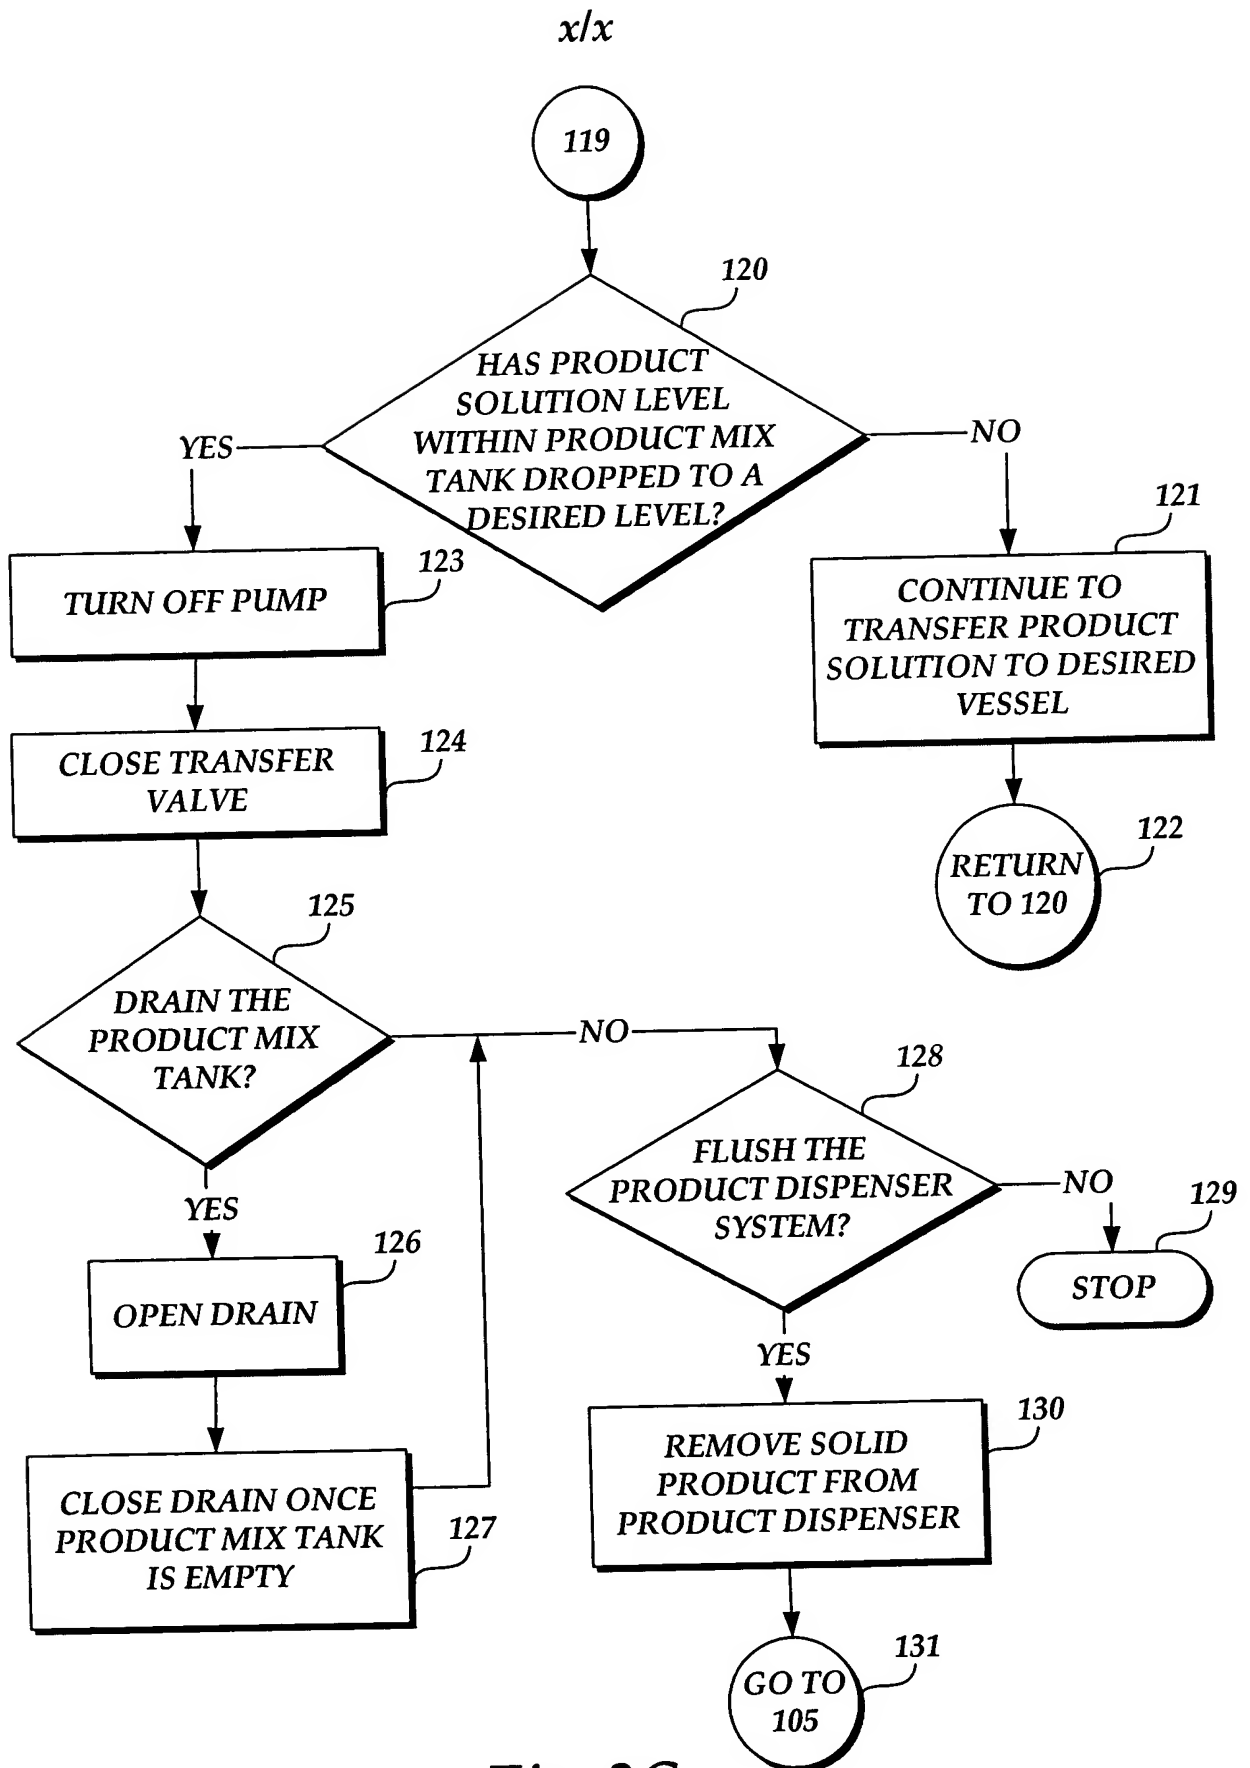 x/x
119
120
HAS PRODUCT
SOLUTION LEVEL
WITHIN PRODUCT MIX
TANK DROPPED TO A
DESIRED LEVEL?
YES
NO
121
123
TURN OFF PUMP
CONTINUE TO
TRANSFER PRODUCT
SOLUTION TO DESIRED
VESSEL
124
CLOSE TRANSFER
VALVE
122
RETURN
TO 120
125
DRAIN THE
PRODUCT MIX
TANK?
NO
128
FLUSH THE
PRODUCT DISPENSER
SYSTEM?
NO
129
STOP
YES
126
OPEN DRAIN
YES
130
REMOVE SOLID
PRODUCT FROM
PRODUCT DISPENSER
CLOSE DRAIN ONCE
PRODUCT MIX TANK
IS EMPTY
127
131
GO TO
105